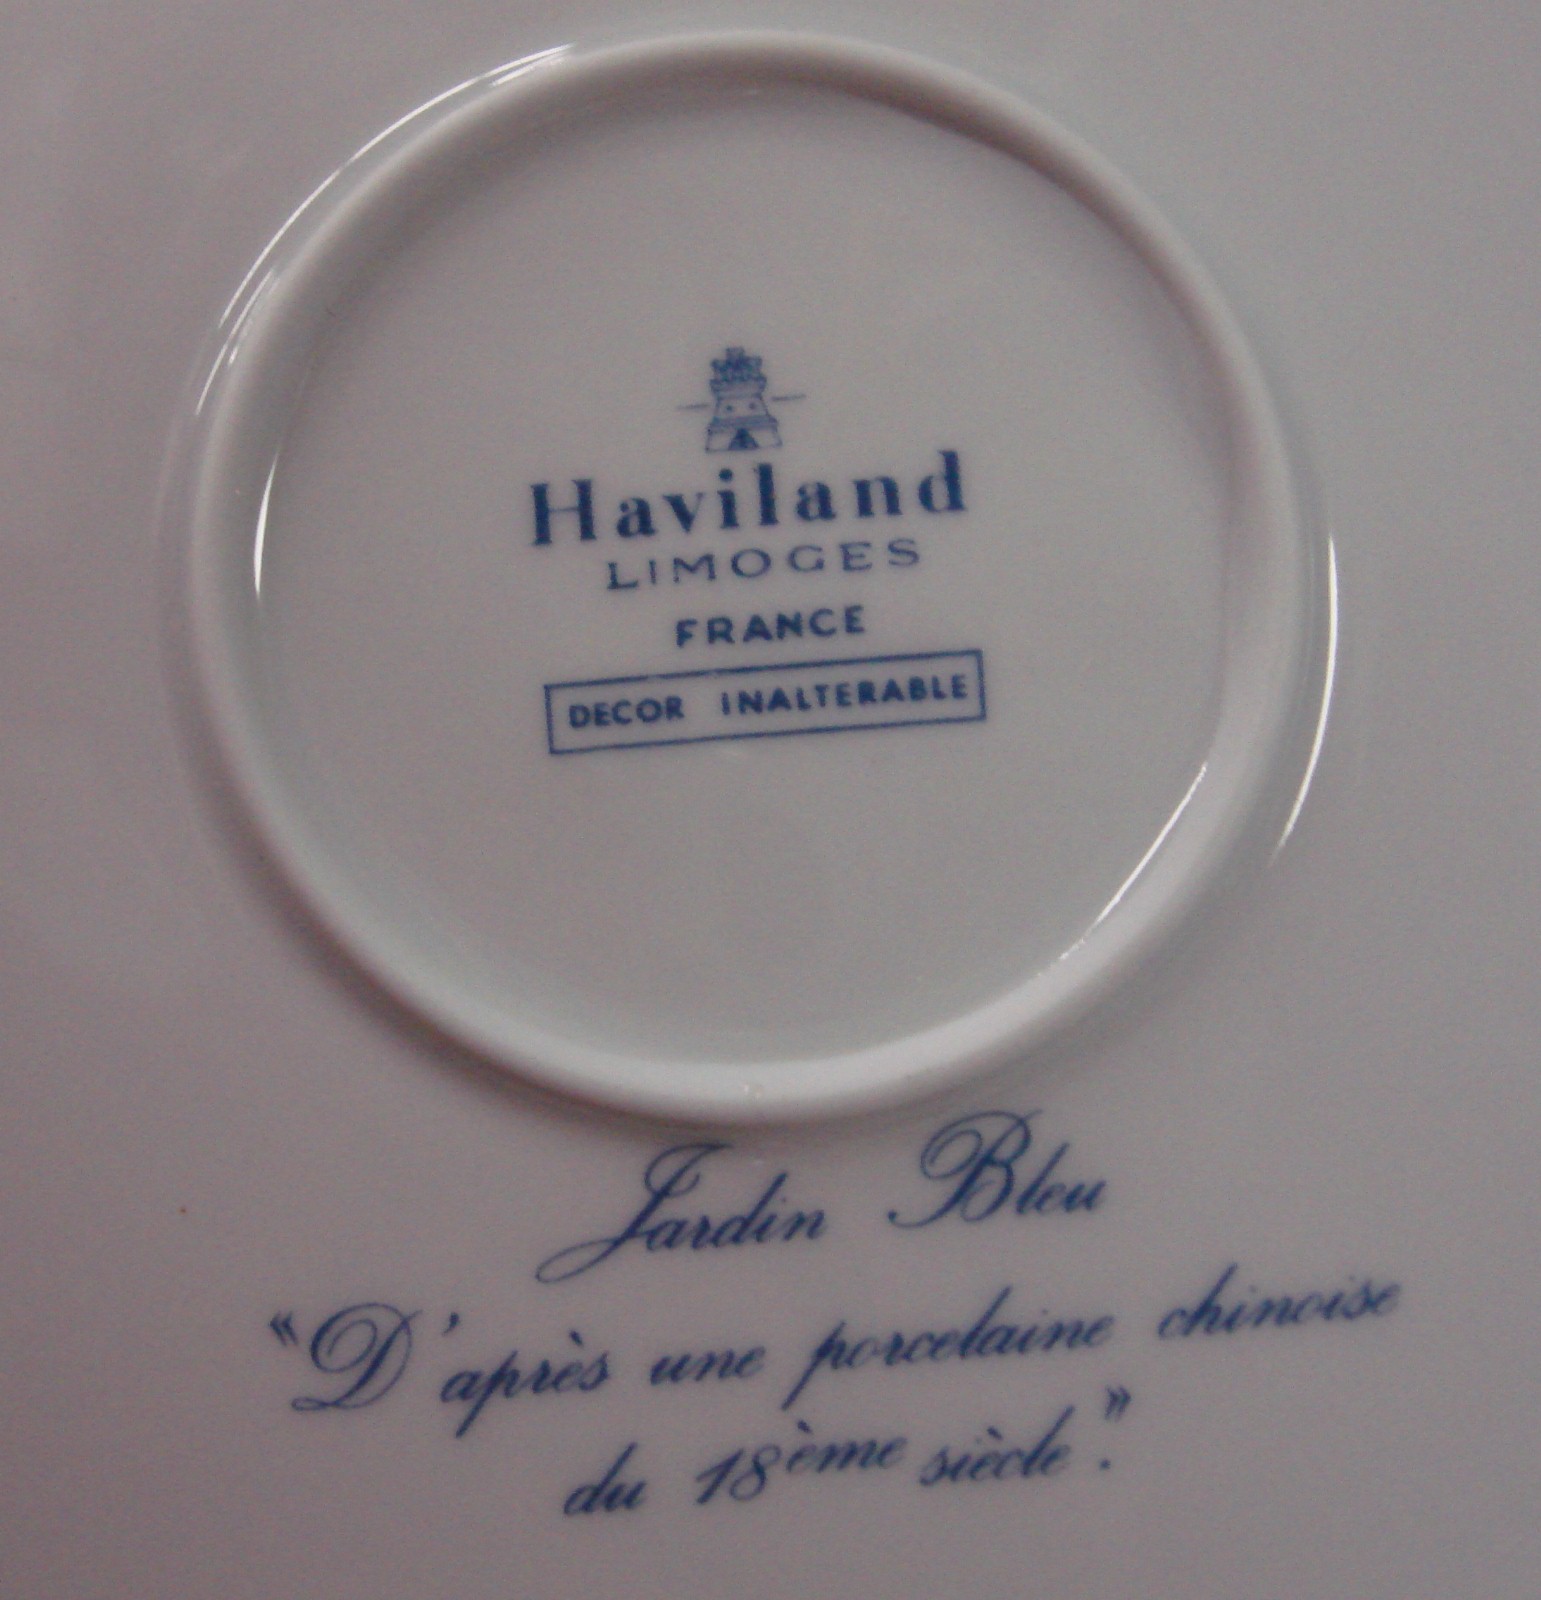 Haviland
LIMOGES
FRANCE
DECOR INALTERABLE
Jardin Bleu
"D'après une porcelaine chinoise
du 18ème siècle."